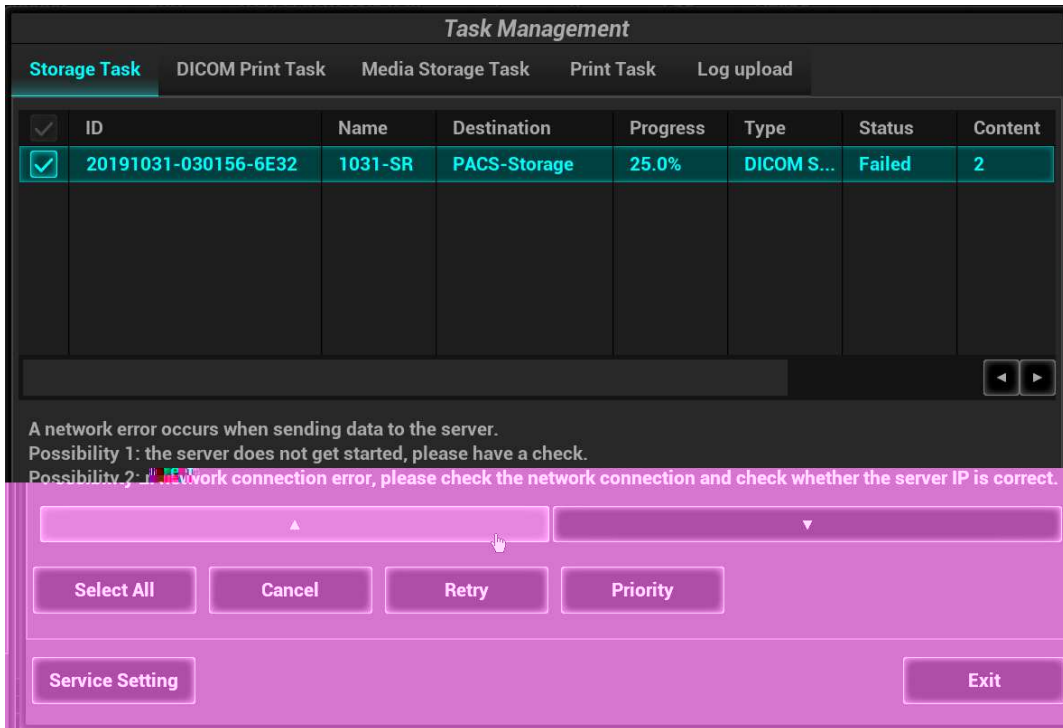 Task Management
Storage Task DICOM Print Task Media Storage Task Print Task Log upload
ID Name Destination Progress Type Status Content
20191031-030156-6E32 1031-SR PACS-Storage 25.0% DICOM S... Failed 2
A network error occurs when sending data to the server.
Possibility 1: the server does not get started, please have a check.
Possibility 2: network connection error, please check the network connection and check whether the server IP is correct.
Select All Cancel Retry Priority
Service Setting Exit